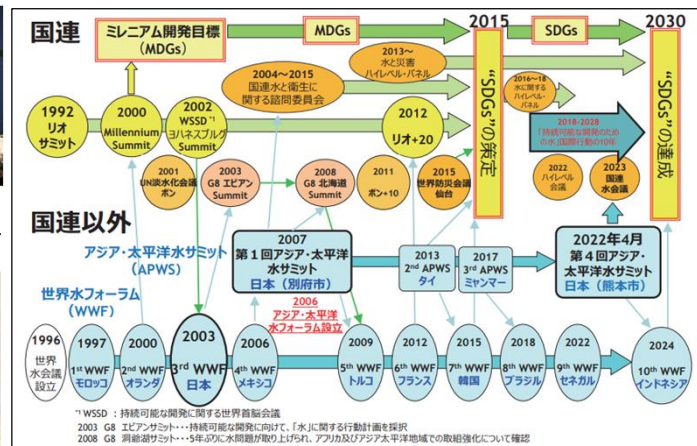 国連
ミレニアム開発目標
(MDGs)
MDGs
2015
SDGs
2030
2013～
水と災害
ハイレベル・パネル
2004～2015
国連水と衛生に
関する諮問委員会
2016～18
水に関する
ハイレベル・
パネル
1992
リオ
サミット
2000
Millennium
Summit
2002
WSSD*1
ヨハネスブルグ
Summit
2012
リオ+20
"SDGs"の策定
2018-2028
「持続可能な開発のため
の水」国際行動の10年
"SDGs"の達成
2001
UN淡水化会議
ボン
2003
G8 エビアン
Summit
2008
G8 北海道
Summit
2011
ボン+10
2015
世界防災会議
仙台
2022
ハイレベル
会議
2023
国連
水会議
国連以外
アジア・太平洋水サミット
(APWS)
2007
第1回アジア・太平洋
水サミット
日本（別府市）
2013
2nd APWS
タイ
2017
3rd APWS
ミャンマー
2022年4月
第4回アジア・
太平洋水サミット
日本（熊本市）
世界水フォーラム
(WWF)
2006
アジア・太平洋
水フォーラム設立
1996
世界
水会議
設立
1997
1st WWF
モロッコ
2000
2nd WWF
オランダ
2003
3rd WWF
日本
2006
4th WWF
メキシコ
2009
5th WWF
トルコ
2012
6th WWF
フランス
2015
7th WWF
韓国
2018
8th WWF
ブラジル
2022
9th WWF
セネガル
2024
10th WWF
インドネシア
*1 WSSD ：持続可能な開発に関する世界首脳会議
2003 G8 エビアンサミット・・・持続可能な開発に向けて、「水」に関する行動計画を採択
2008 G8 洞爺湖サミット・・・5年ぶりに水問題が取り上げられ、アフリカ及びアジア太平洋地域での取組強化について確認